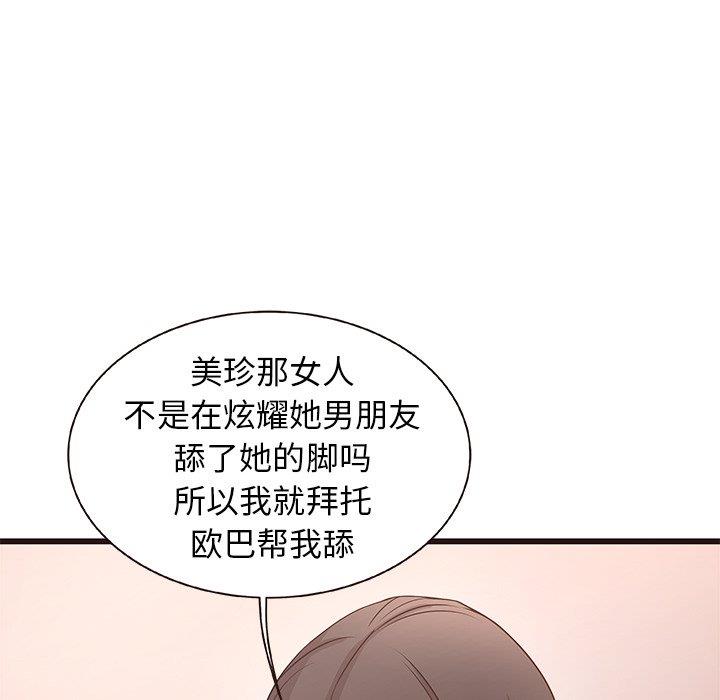 美珍那女人
不是在炫耀她男朋友
舔了她的脚吗
所以我就拜托
欧巴帮我舔